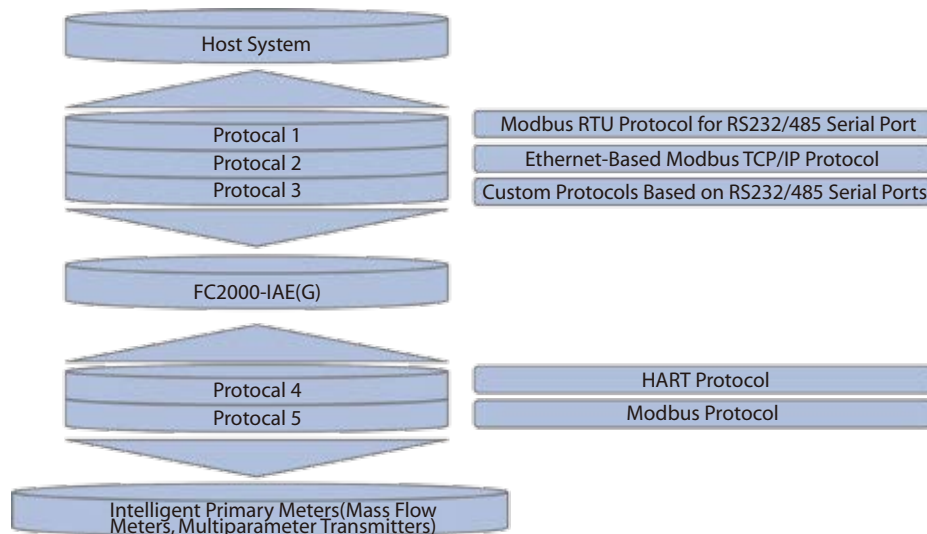 Host System
Protocal 1
Modbus RTU Protocol for RS232/485 Serial Port
Protocal 2
Ethernet-Based Modbus TCP/IP Protocol
Protocal 3
Custom Protocols Based on RS232/485 Serial Ports
FC2000-IAE(G)
Protocal 4
HART Protocol
Protocal 5
Modbus Protocol
Intelligent Primary Meters(Mass Flow
Meters, Multiparameter Transmitters)